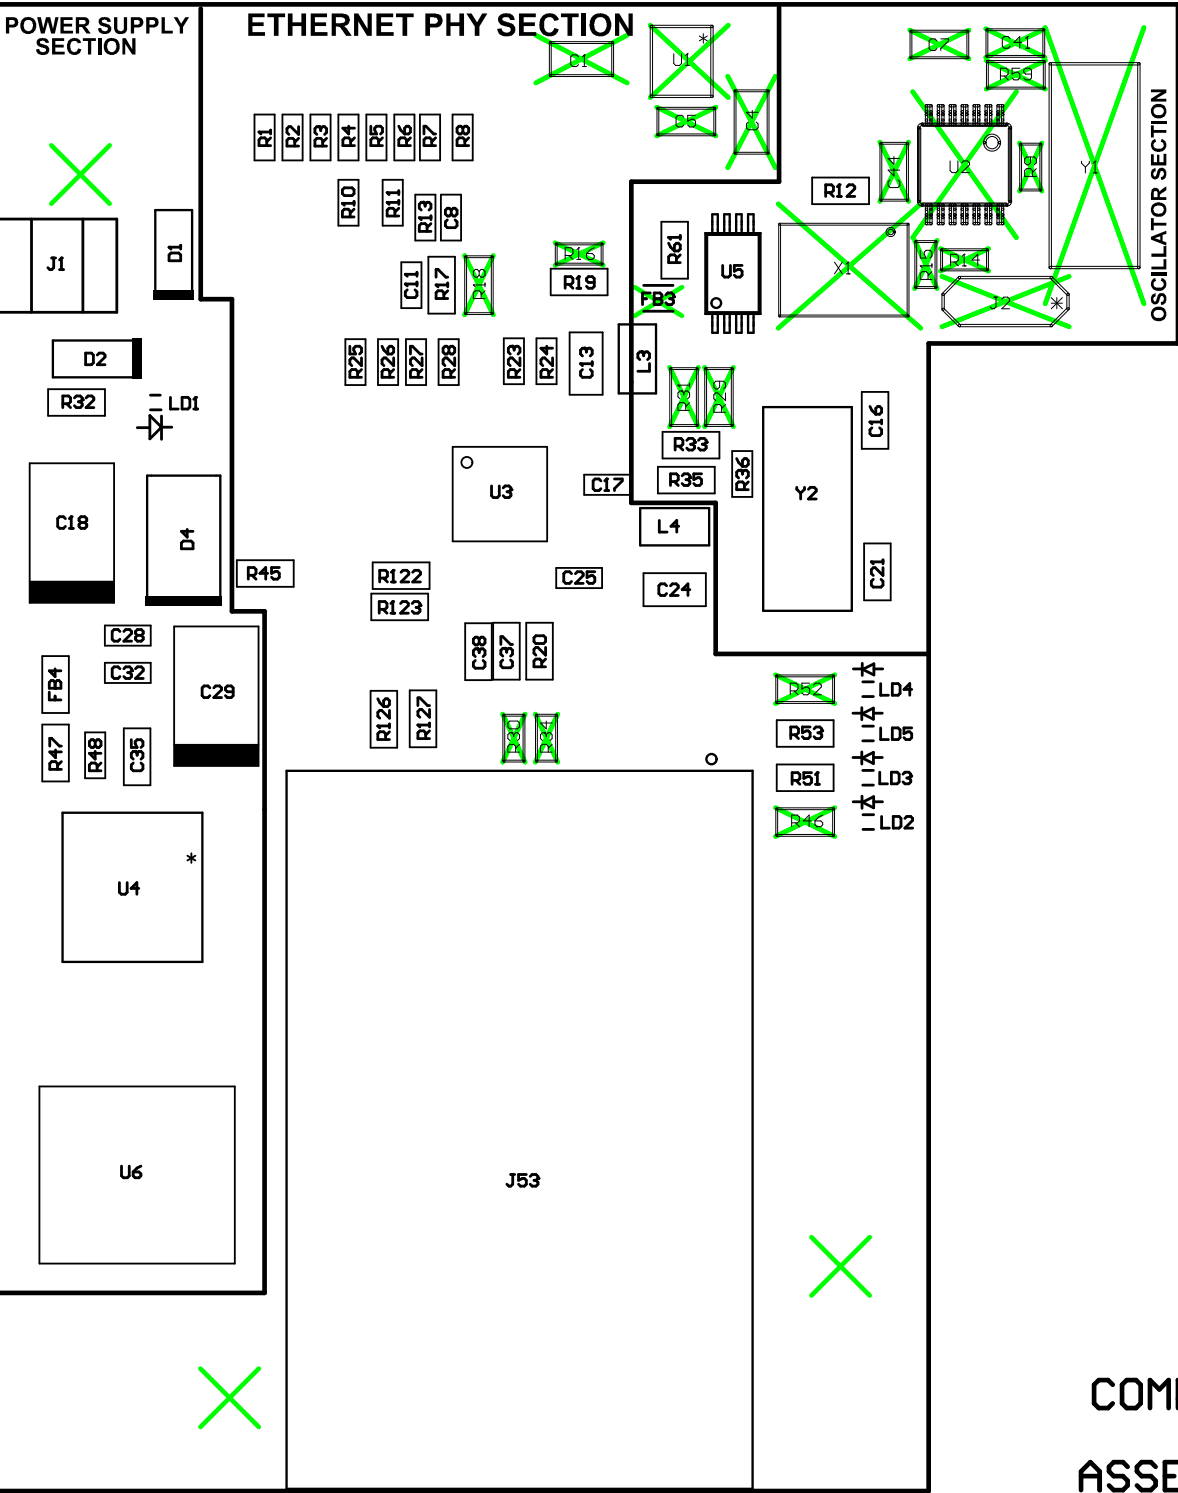 POWER SUPPLY
SECTION
ETHERNET PHY SECTION
OSCILLATOR SECTION
C1
U1
*
C5
C4
C7
C41
R59
Y1
R1
R2
R3
R4
R5
R6
R7
R8
C44
U2
R9
R10
R11
R13
C8
R12
J1
D1
R16
R19
R61
U5
X1
R15
R14
C11
R17
R18
FB3
J2
*
D2
R25
R26
R27
R28
R23
R24
C13
L3
R32
LD1
R31
R29
C16
R33
R35
R36
Y2
U3
C17
C18
D4
L4
R45
R122
C25
C24
C21
R123
C28
C32
C29
C38
C37
R20
FB4
R52
LD4
R126
R127
R30
R34
R53
LD5
R47
R48
C35
R51
LD3
R46
LD2
*
U4
U6
J53
COM
ASSE